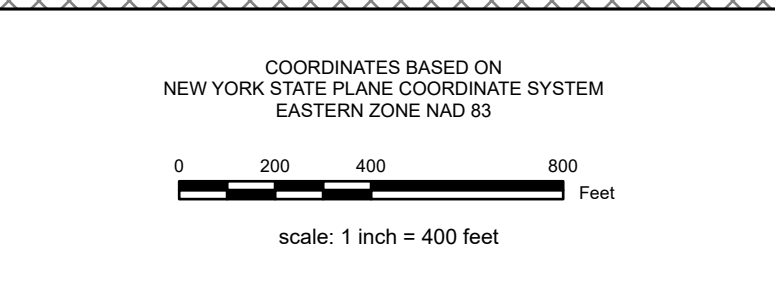 COORDINATES BASED ON
NEW YORK STATE PLANE COORDINATE SYSTEM
EASTERN ZONE NAD 83
0 200 400 800
Feet
scale: 1 inch = 400 feet